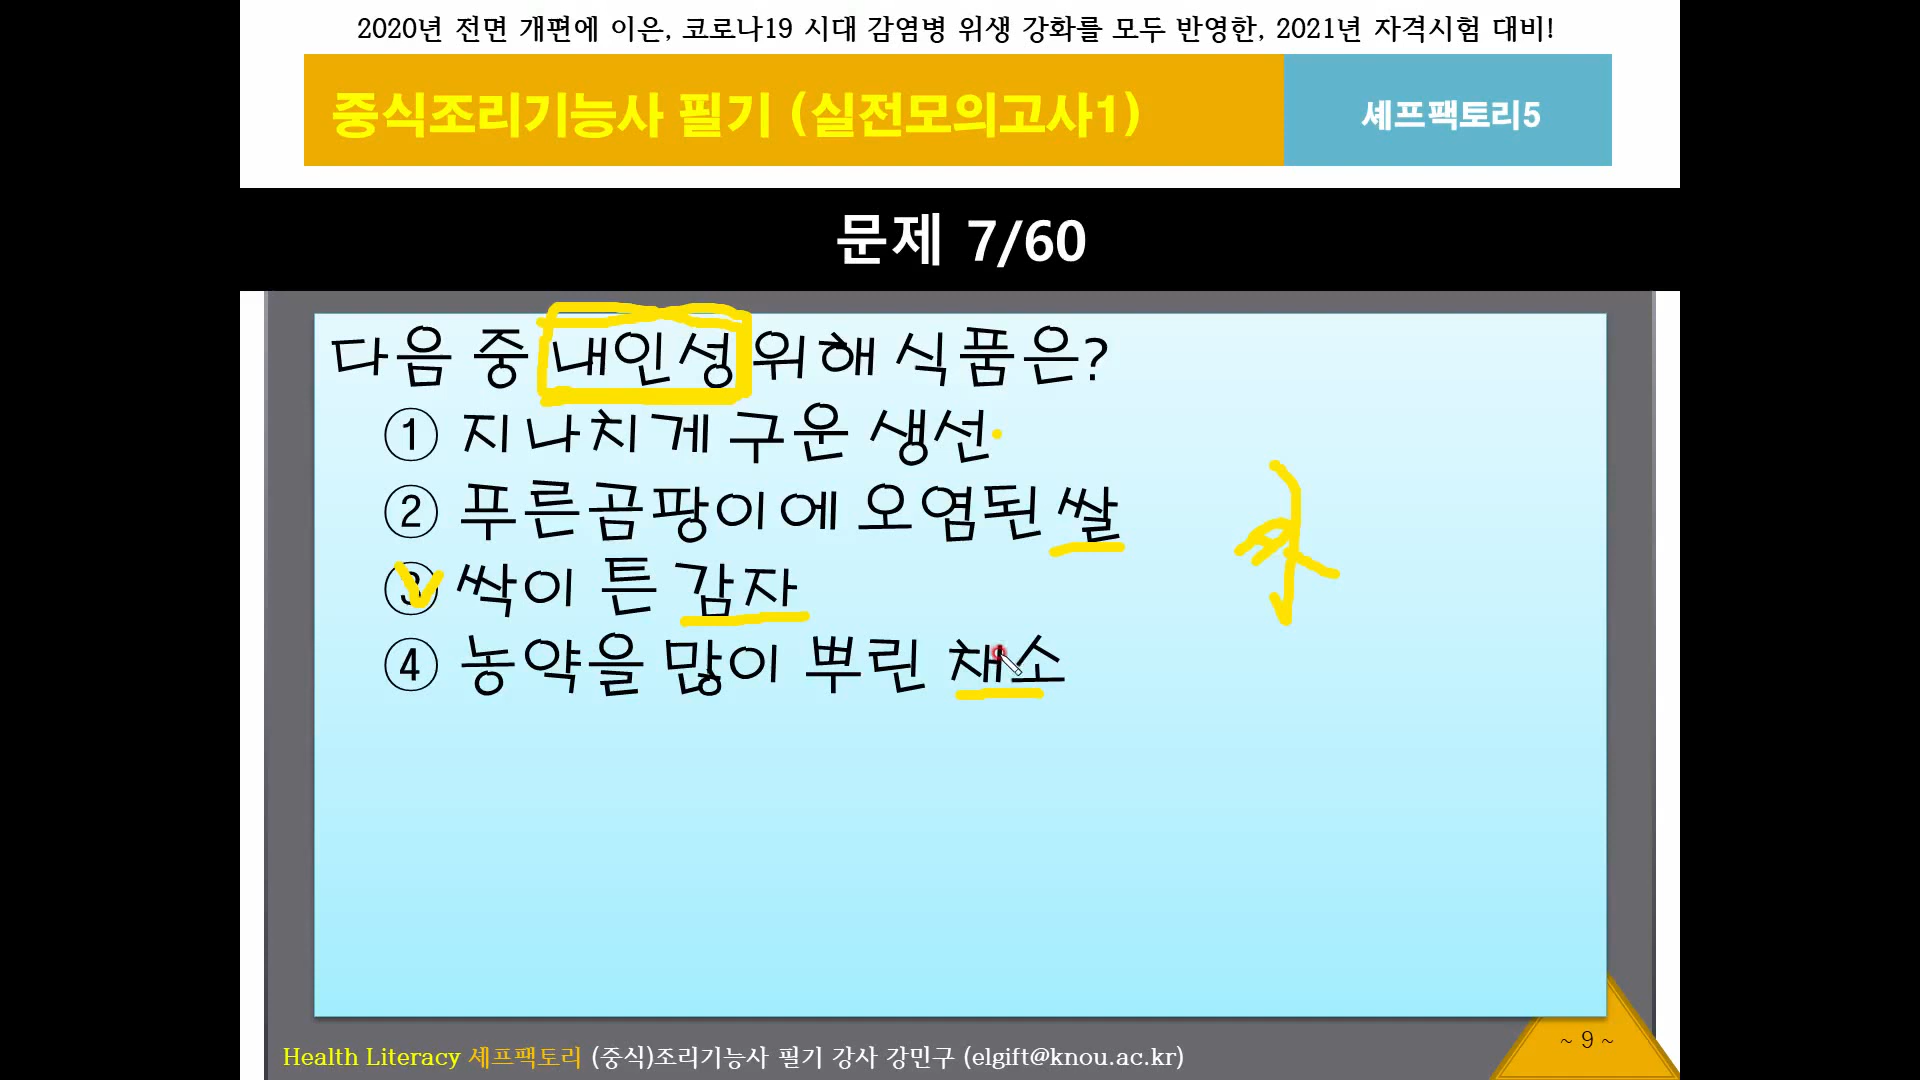 2020년 전면 개편에 이은, 코로나19 시대 감염병 위생 강화를 모두 반영한, 2021년 자격시험 대비!
중식조리기능사 필기 (실전모의고사1)
셰프팩토리5
문제 7/60
다음 중 내인성 위해 식품은?
① 지나치게 구운 생선
② 푸른곰팡이에 오염된 쌀
③ 싹이 튼 감자
④ 농약을 많이 뿌린 채소
~ 9 ~
Health Literacy 셰프팩토리 (중식)조리기능사 필기 강사 강민구 (elgift@knou.ac.kr)